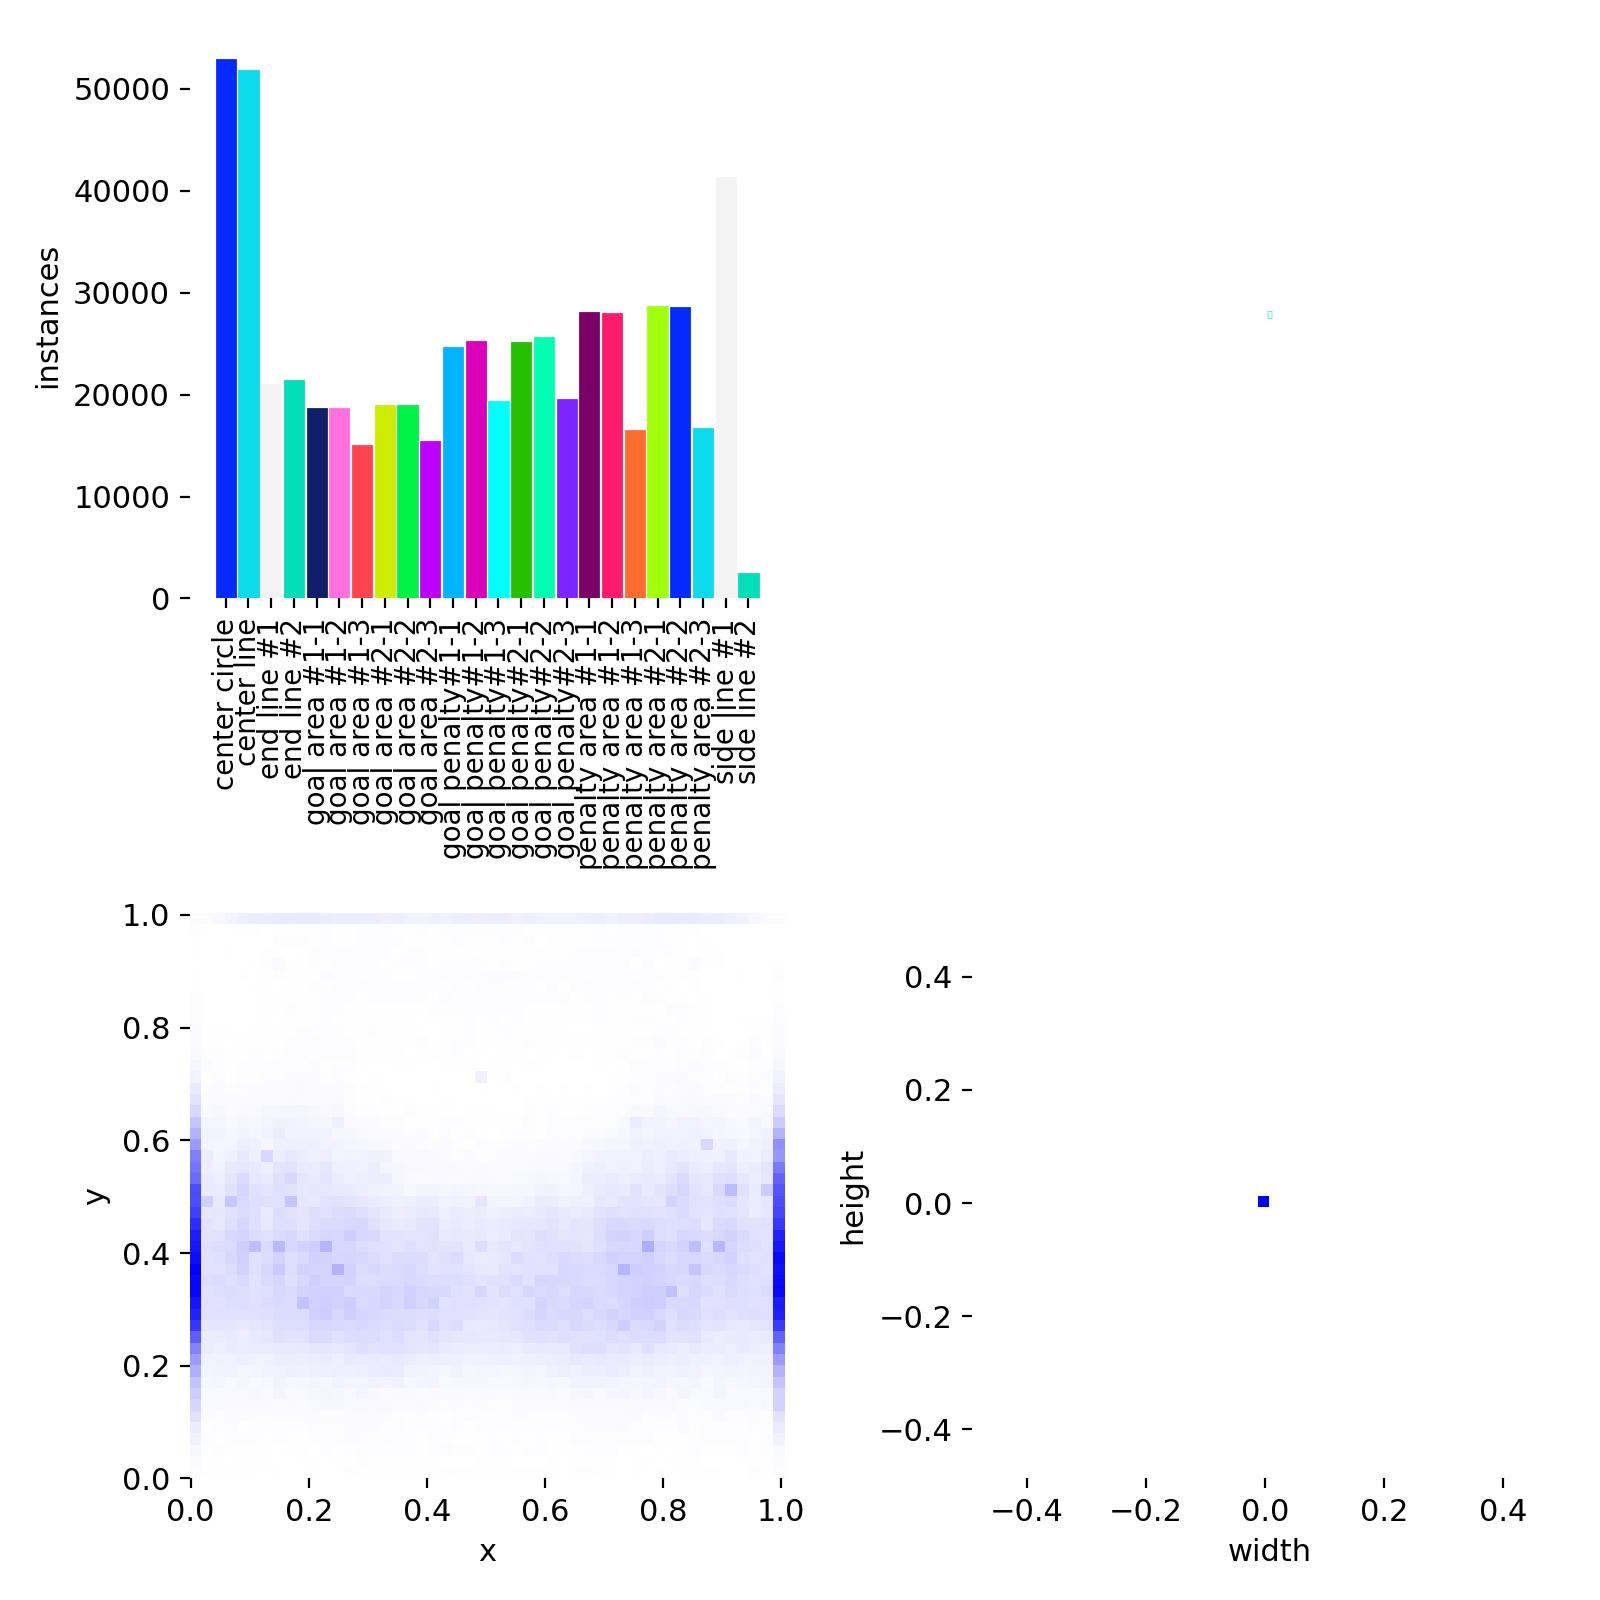 50000
40000
30000
20000
10000
0
instances
center circle
center line
end line #1
end line #2
goal area #1-1
goal area #1-2
goal area #1-3
goal area #2-1
goal area #2-2
goal area #2-3
goal penalty#1-1
goal penalty#1-2
goal penalty#1-3
goal penalty#2-1
goal penalty#2-2
goal penalty#2-3
penalty area #1-1
penalty area #1-2
penalty area #1-3
penalty area #2-1
penalty area #2-2
penalty area #2-3
side line #1
side line #2
1.0
0.8
0.6
0.4
0.2
0.0
y
0.0 0.2 0.4 0.6 0.8 1.0
x
0.4
0.2
0.0
−0.2
−0.4
height
−0.4 −0.2 0.0 0.2 0.4
width